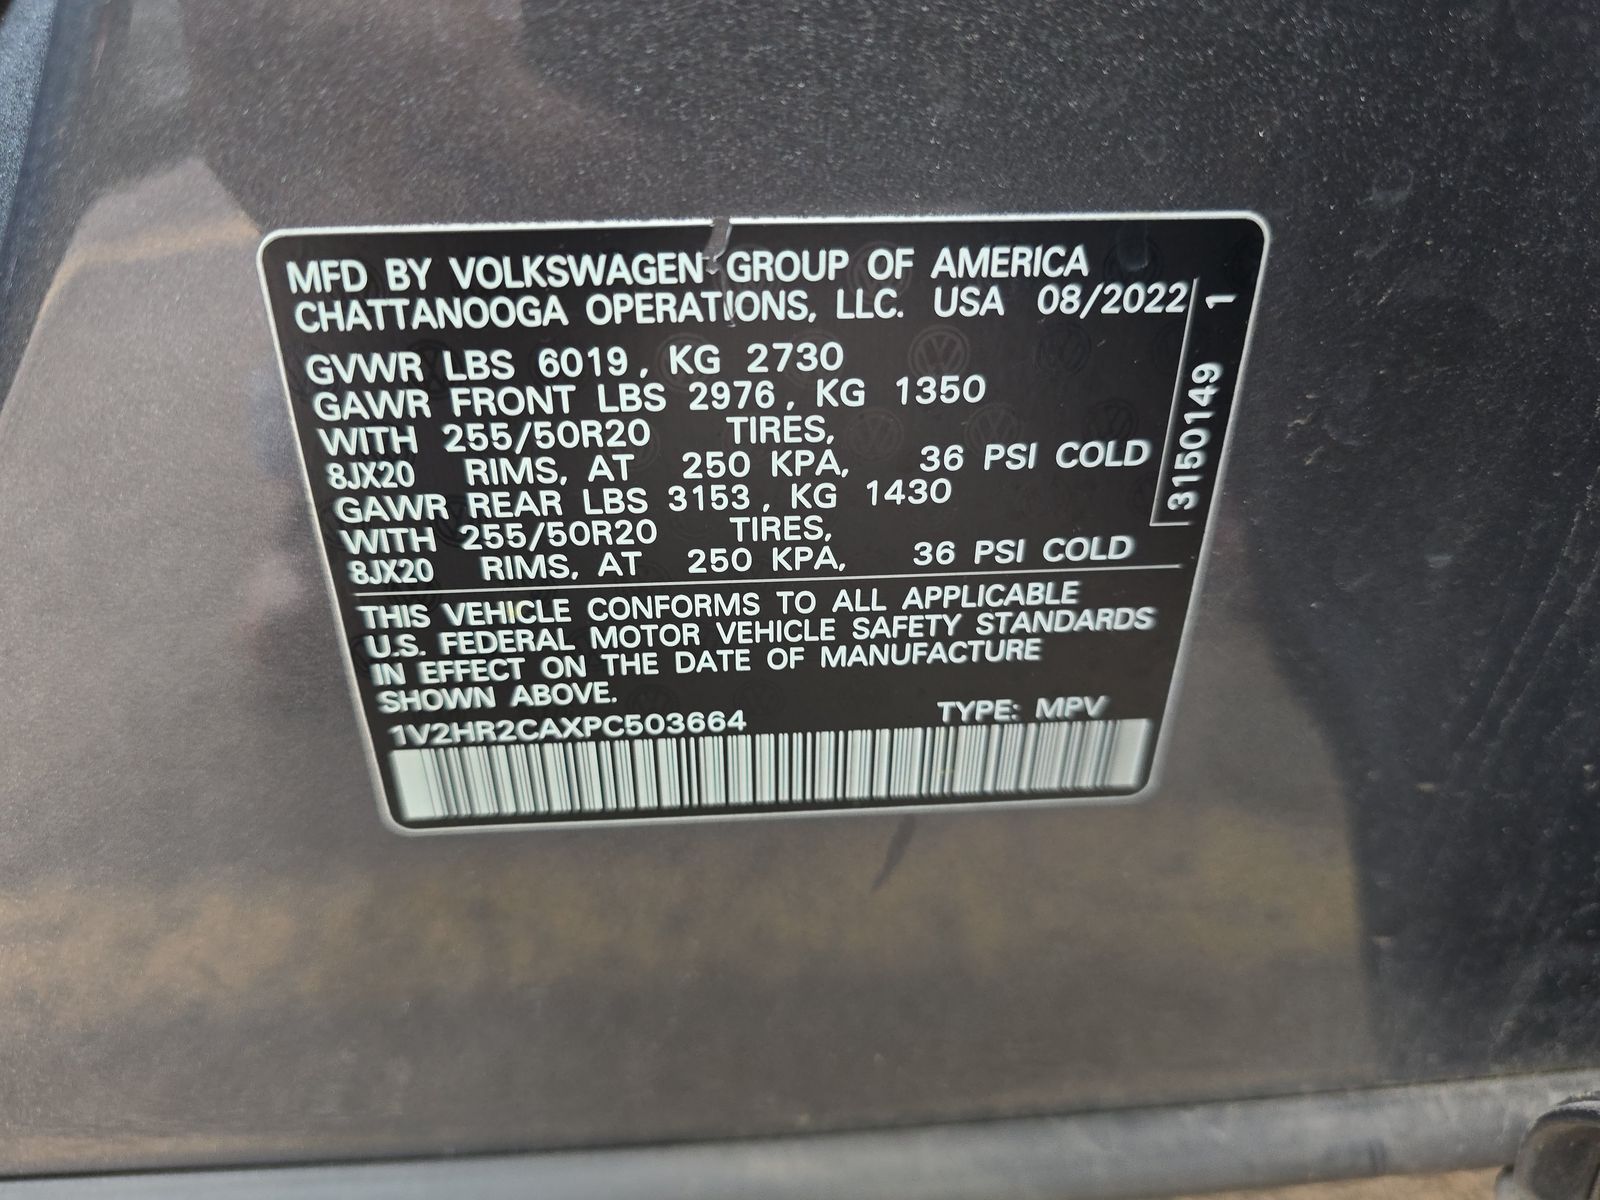 MFD BY VOLKSWAGEN GROUP OF AMERICA
CHATTANOOGA OPERATIONS, LLC. USA 08/2022
GVWR LBS 6019, KG 2730
GAWR FRONT LBS 2976, KG 1350
WITH 255/50R20 TIRES,
8JX20 RIMS, AT 250 KPA, 36 PSI COLD
GAWR REAR LBS 3153, KG 1430
WITH 255/50R20 TIRES,
8JX20 RIMS, AT 250 KPA, 36 PSI COLD
3150149 1
THIS VEHICLE CONFORMS TO ALL APPLICABLE
U.S. FEDERAL MOTOR VEHICLE SAFETY STANDARDS
IN EFFECT ON THE DATE OF MANUFACTURE
SHOWN ABOVE.
1V2HR2CAXPC503664 TYPE: MPV